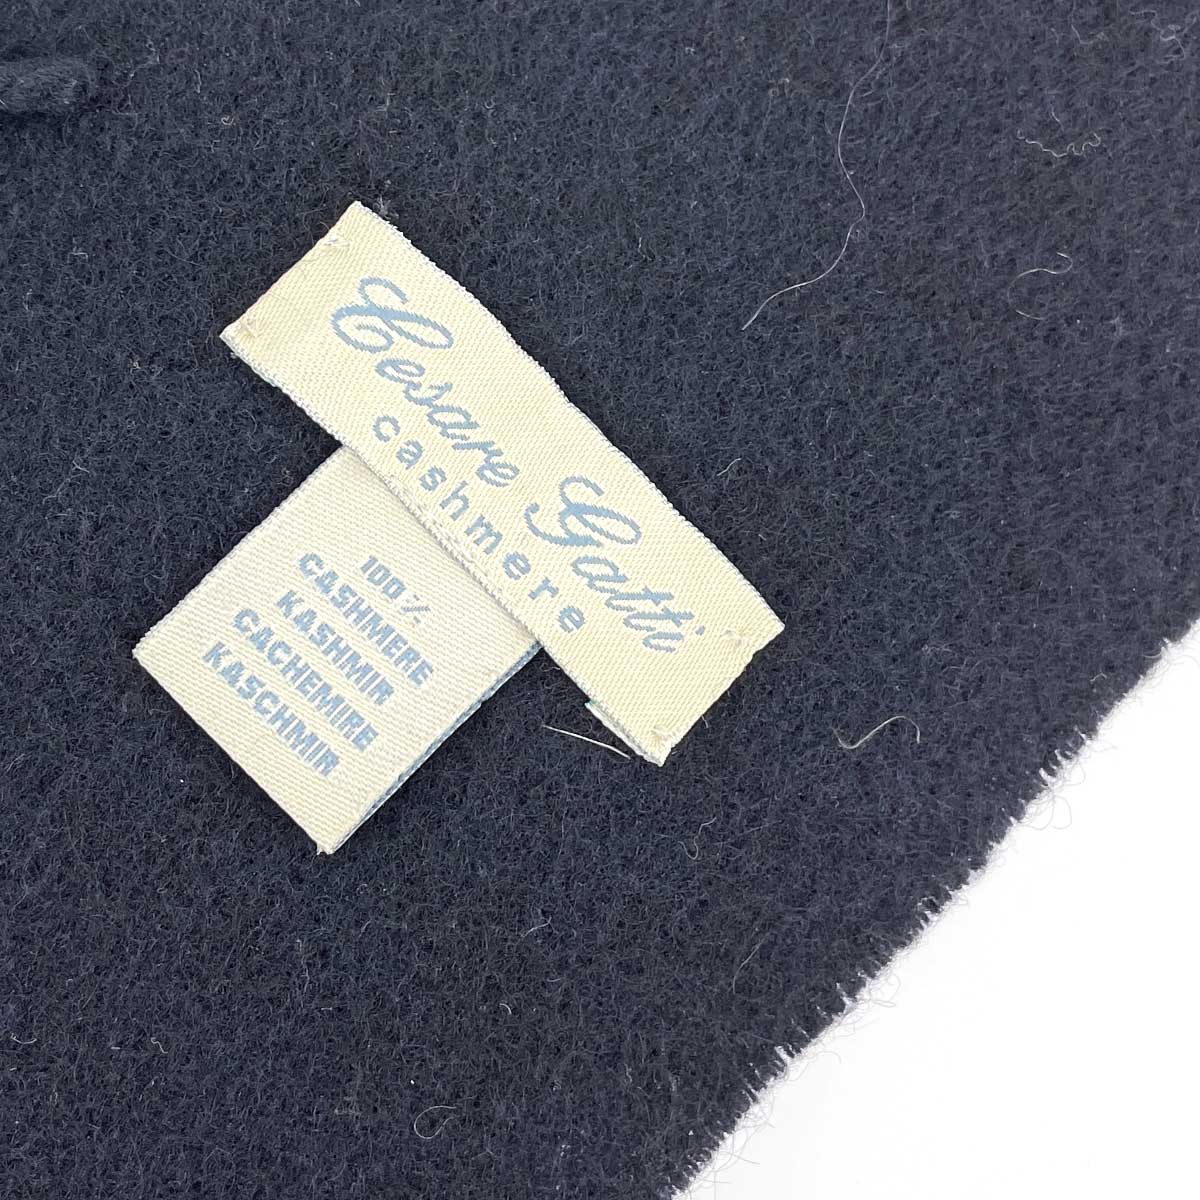 Cesare Gatti
cashmere
100%
CASHMERE
KASHMIR
CACHEMIRE
KASCHMIR